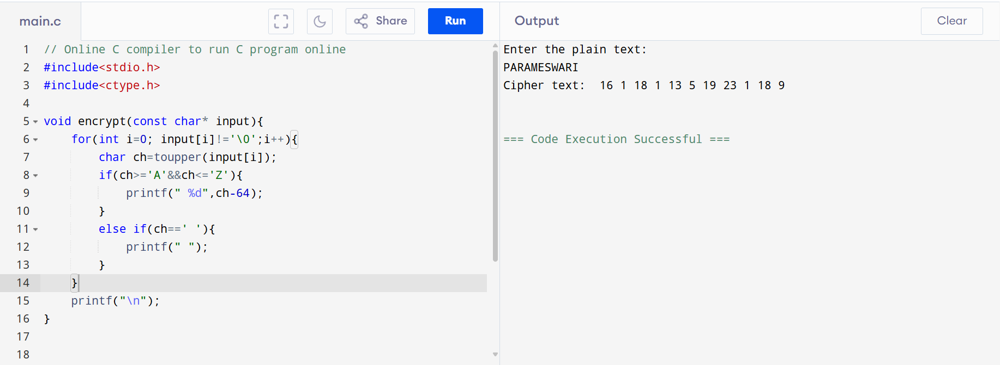 main.c
Share
Run
Output
Clear
1 // Online C compiler to run C program online
2 #include<stdio.h>
3 #include<ctype.h>
4
5 void encrypt(const char* input){
6     for(int i=0; input[i]!='\0';i++){
7         char ch=toupper(input[i]);
8         if(ch>='A'&&ch<='Z'){
9             printf(" %d",ch-64);
10         }
11         else if(ch==' '){
12             printf(" ");
13         }
14     }
15     printf("\n");
16 }
17
18
Enter the plain text:
PARAMESWARI
Cipher text:  16 1 18 1 13 5 19 23 1 18 9
=== Code Execution Successful ===